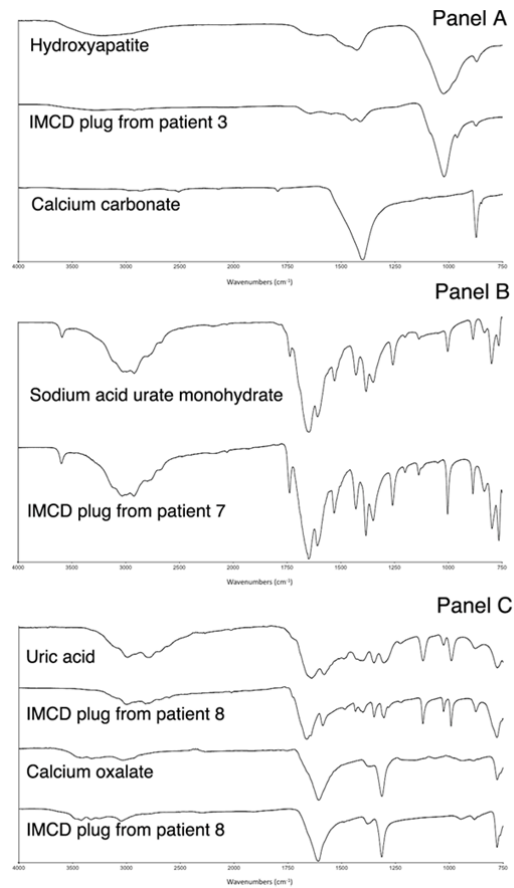 Panel A
Hydroxyapatite
IMCD plug from patient 3
Calcium carbonate
4000 3500 3000 2500 2000 1750 1500 1250 1000 750
Wavenumbers (cm-1)
Panel B
Sodium acid urate monohydrate
IMCD plug from patient 7
4000 3500 3000 2500 2000 1750 1500 1250 1000 750
Wavenumbers (cm-1)
Panel C
Uric acid
IMCD plug from patient 8
Calcium oxalate
IMCD plug from patient 8
4000 3500 3000 2500 2000 1750 1500 1250 1000 750
Wavenumbers (cm-1)